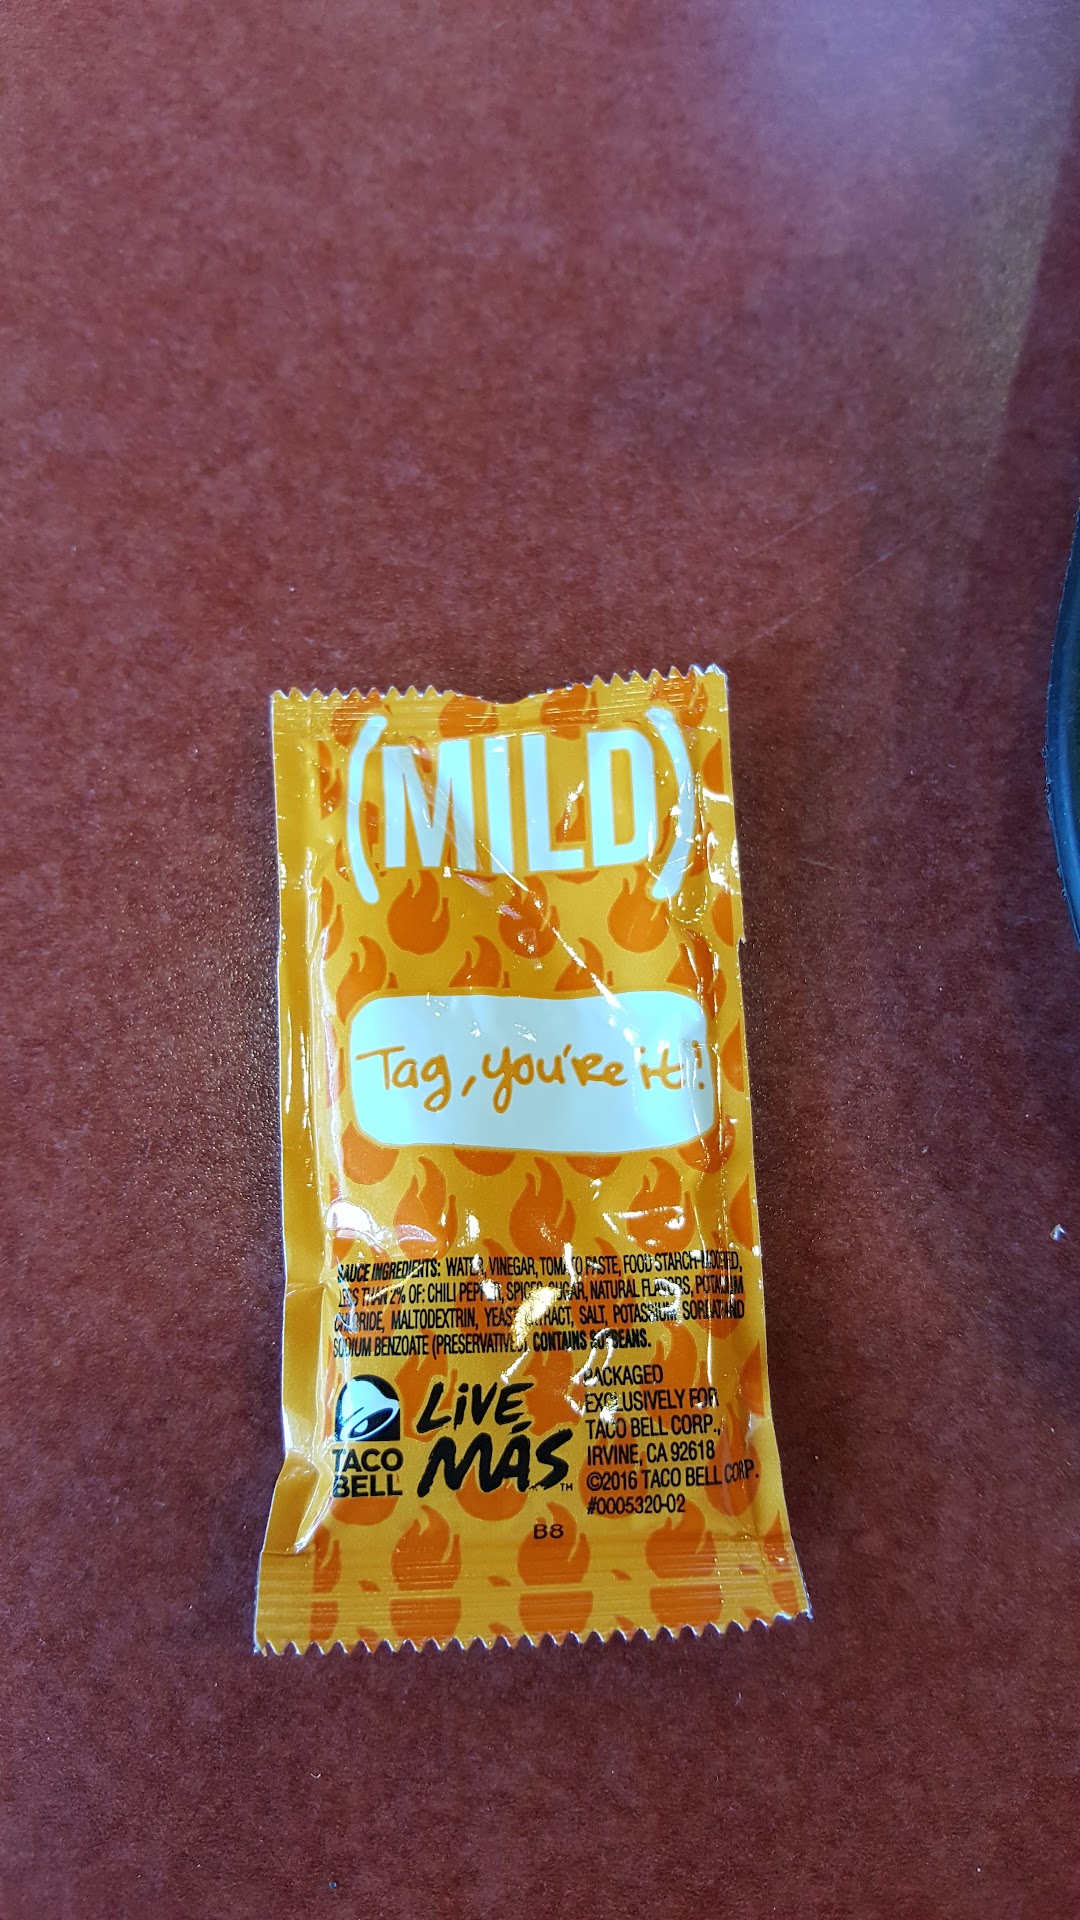 (MILD)
Tag, you're it!
SAUCE INGREDIENTS: WATER, VINEGAR, TOMATO PASTE, FOOD STARCH-MODIFIED,
LESS THAN 2% OF: CHILI PEPPER, SPICES, SUGAR, NATURAL FLAVORS, POTASSIUM
CHLORIDE, MALTODEXTRIN, YEAST EXTRACT, SALT, POTASSIUM SORBATE AND
SODIUM BENZOATE (PRESERVATIVES). CONTAINS SOYBEANS.
TACO
BELL
LIVE
MÁS™
PACKAGED
EXCLUSIVELY FOR
TACO BELL CORP.,
IRVINE, CA 92618
©2016 TACO BELL CORP.
#0005320-02
B8